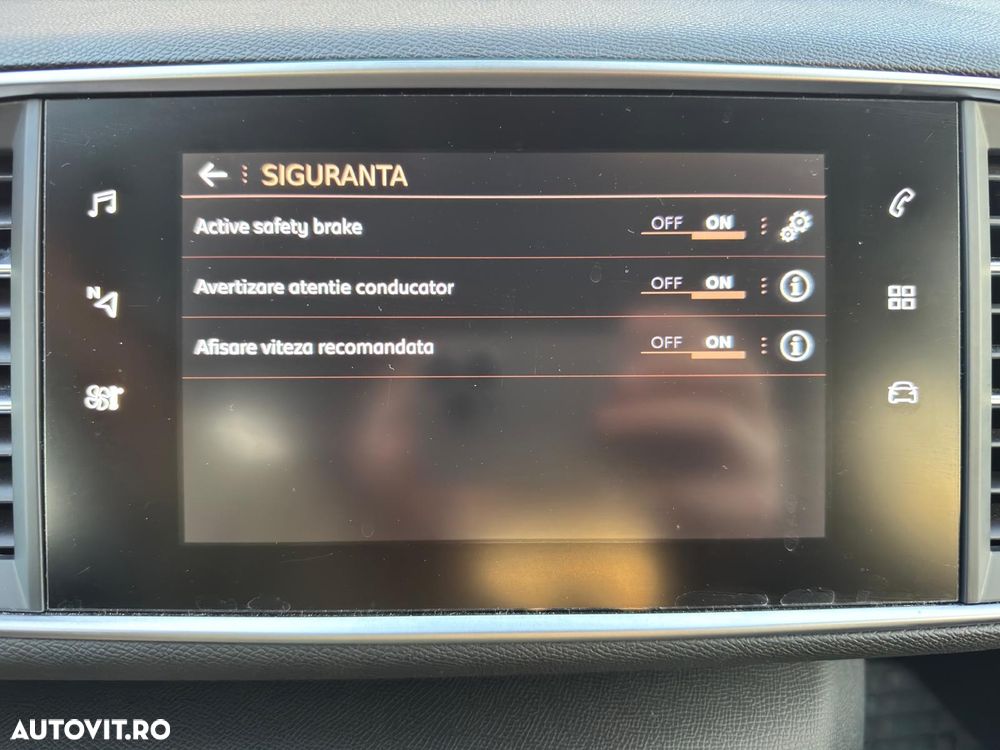 SIGURANTA
Active safety brake OFF ON
Avertizare atentie conducator OFF ON
Afisare viteza recomandata OFF ON
N
AUTOVIT.RO